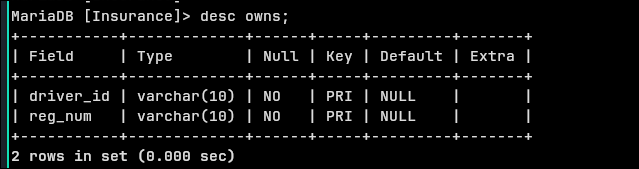 MariaDB [Insurance]> desc owns;
+-----------+-------------+------+-----+---------+-------+
| Field     | Type        | Null | Key | Default | Extra |
+-----------+-------------+------+-----+---------+-------+
| driver_id | varchar(10) | NO   | PRI | NULL    |       |
| reg_num   | varchar(10) | NO   | PRI | NULL    |       |
+-----------+-------------+------+-----+---------+-------+
2 rows in set (0.000 sec)